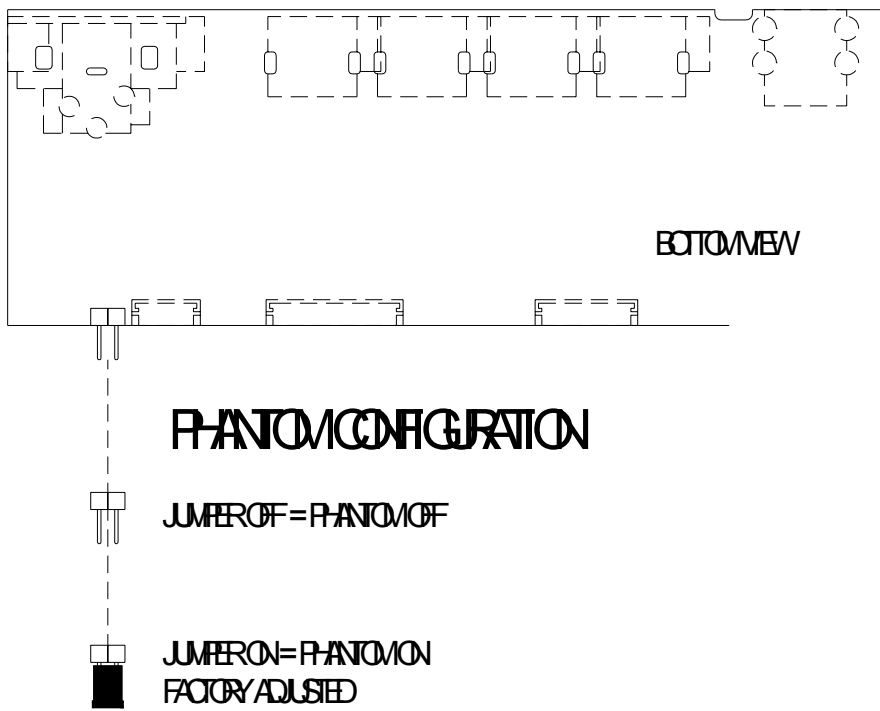 BOTTOM VIEW
PHANTOM CONFIGURATION
JUMPER OFF = PHANTOM OFF
JUMPER ON = PHANTOM ON
FACTORY ADJUSTED